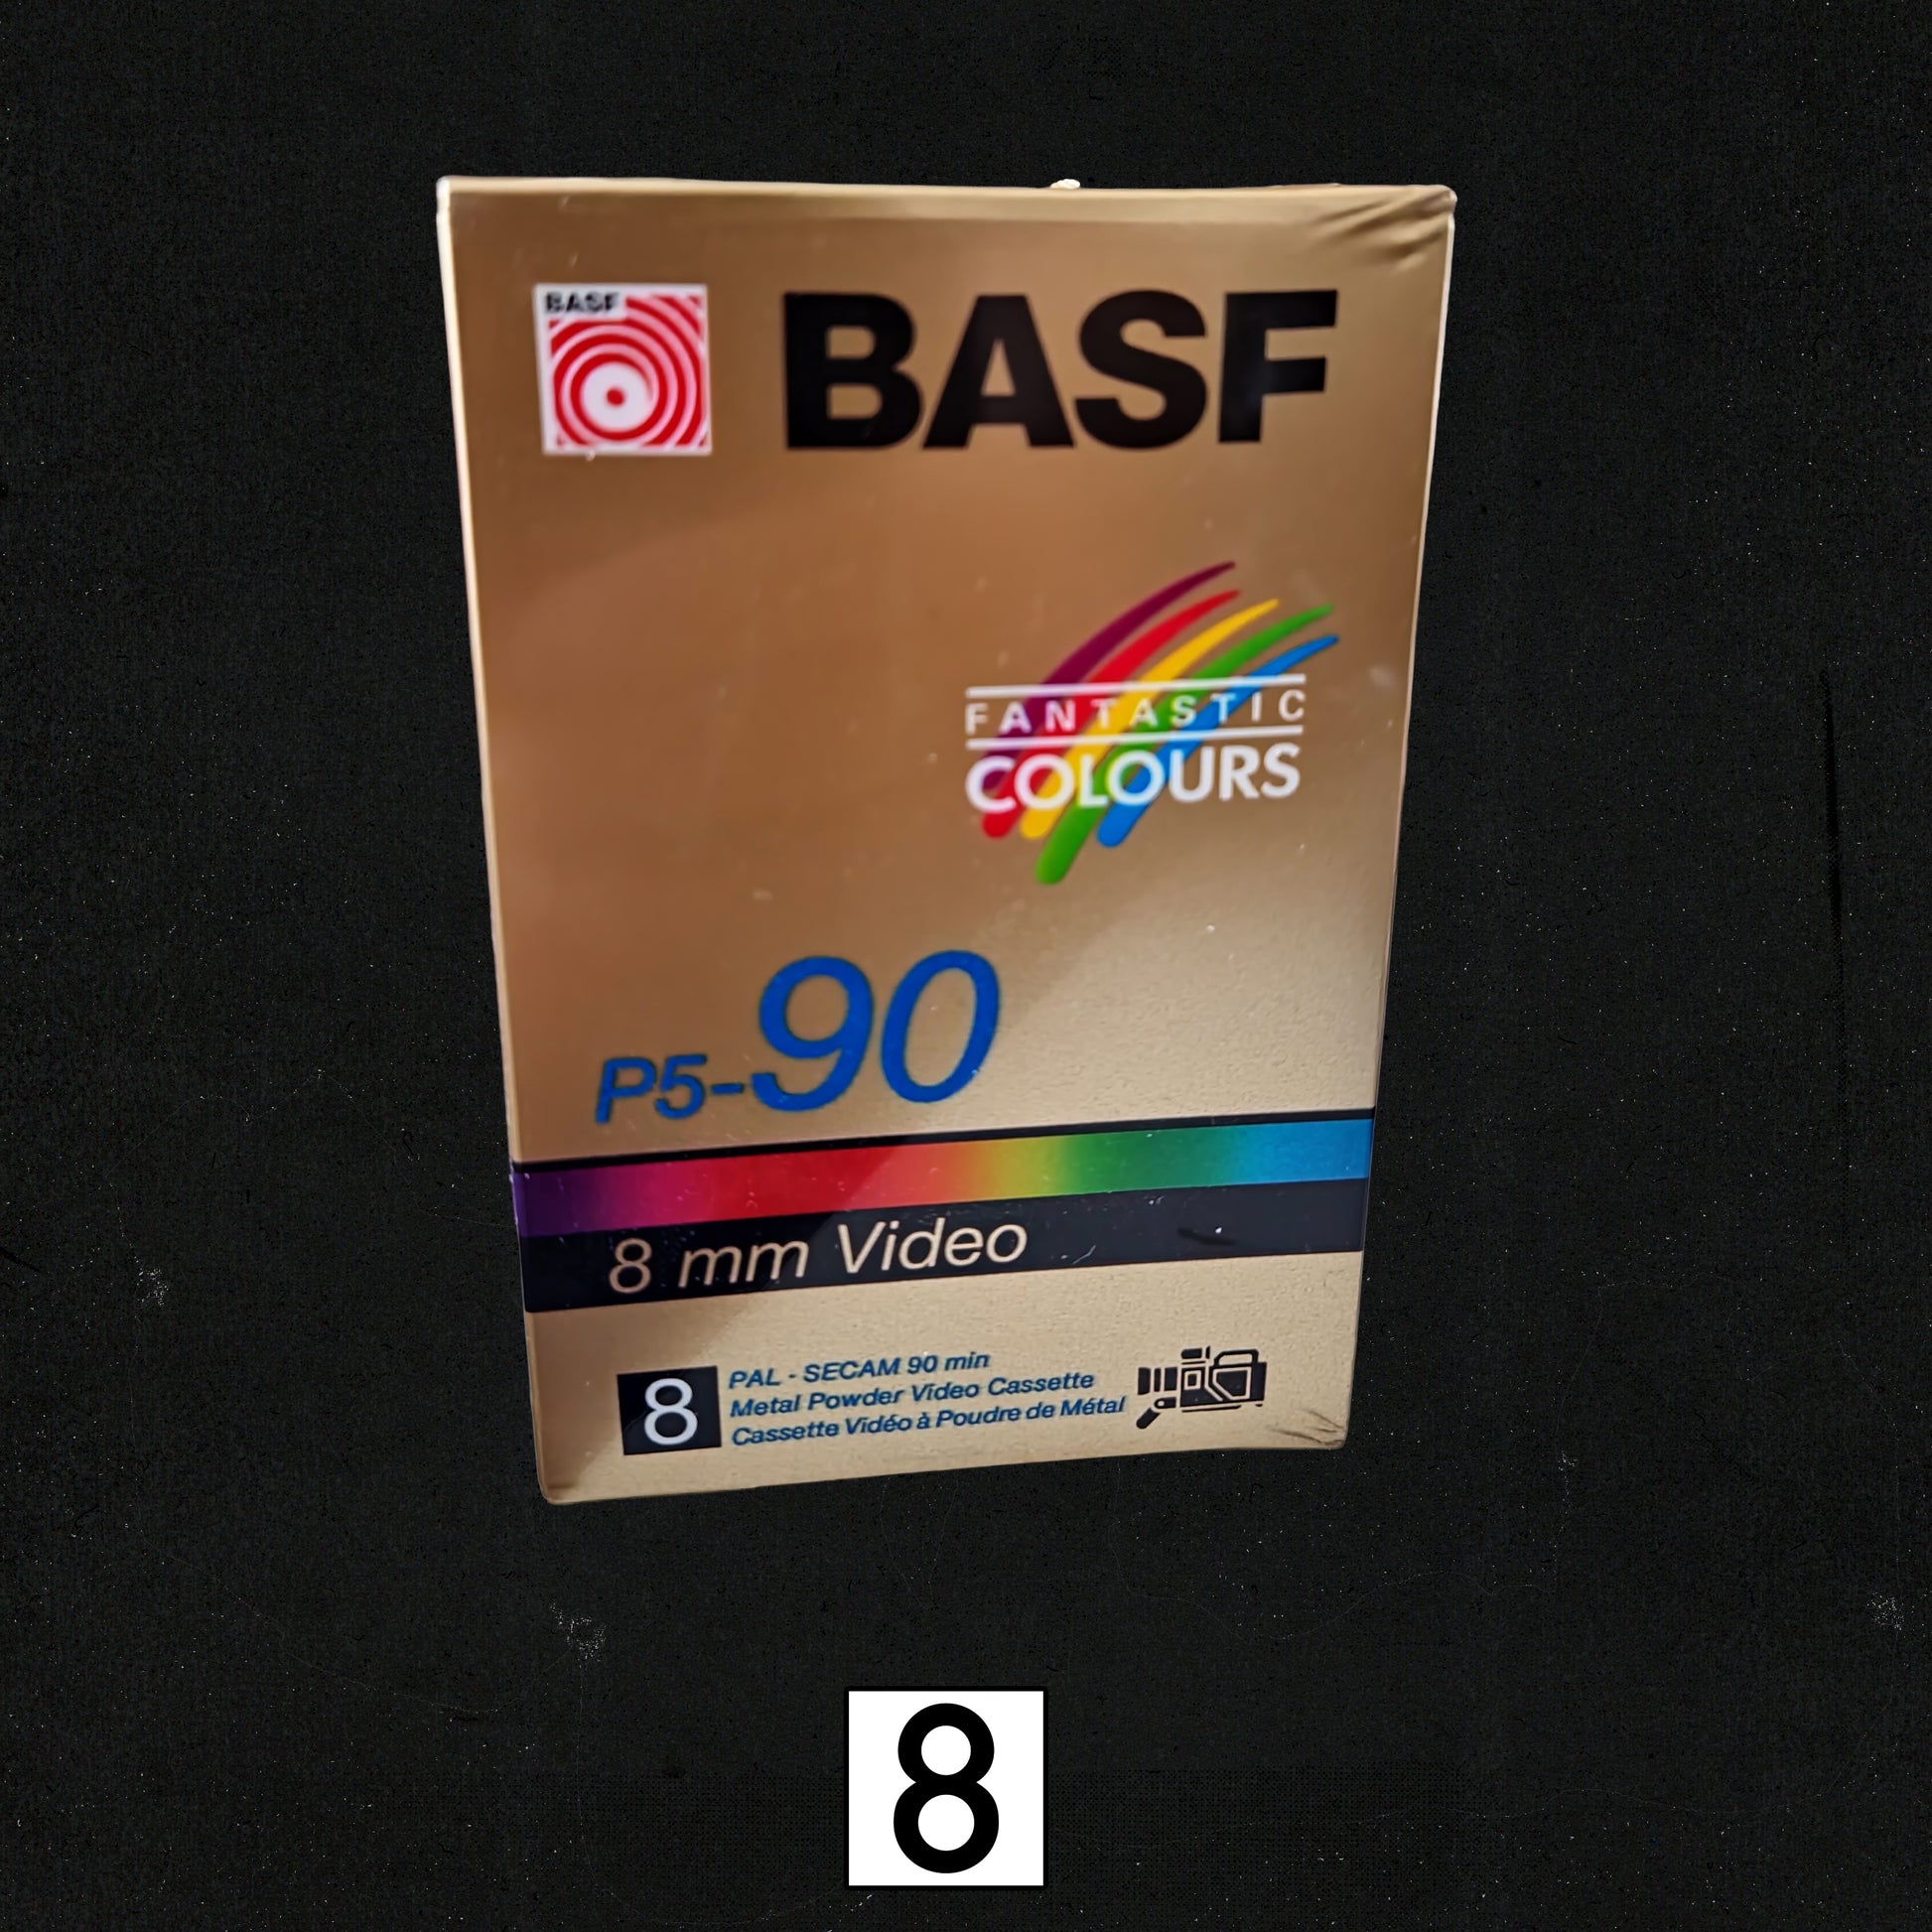 BASF
BASF
FANTASTIC
COLOURS
P5-90
8 mm Video
8
PAL - SECAM 90 min
Metal Powder Video Cassette
Cassette Vidéo à Poudre de Métal
8